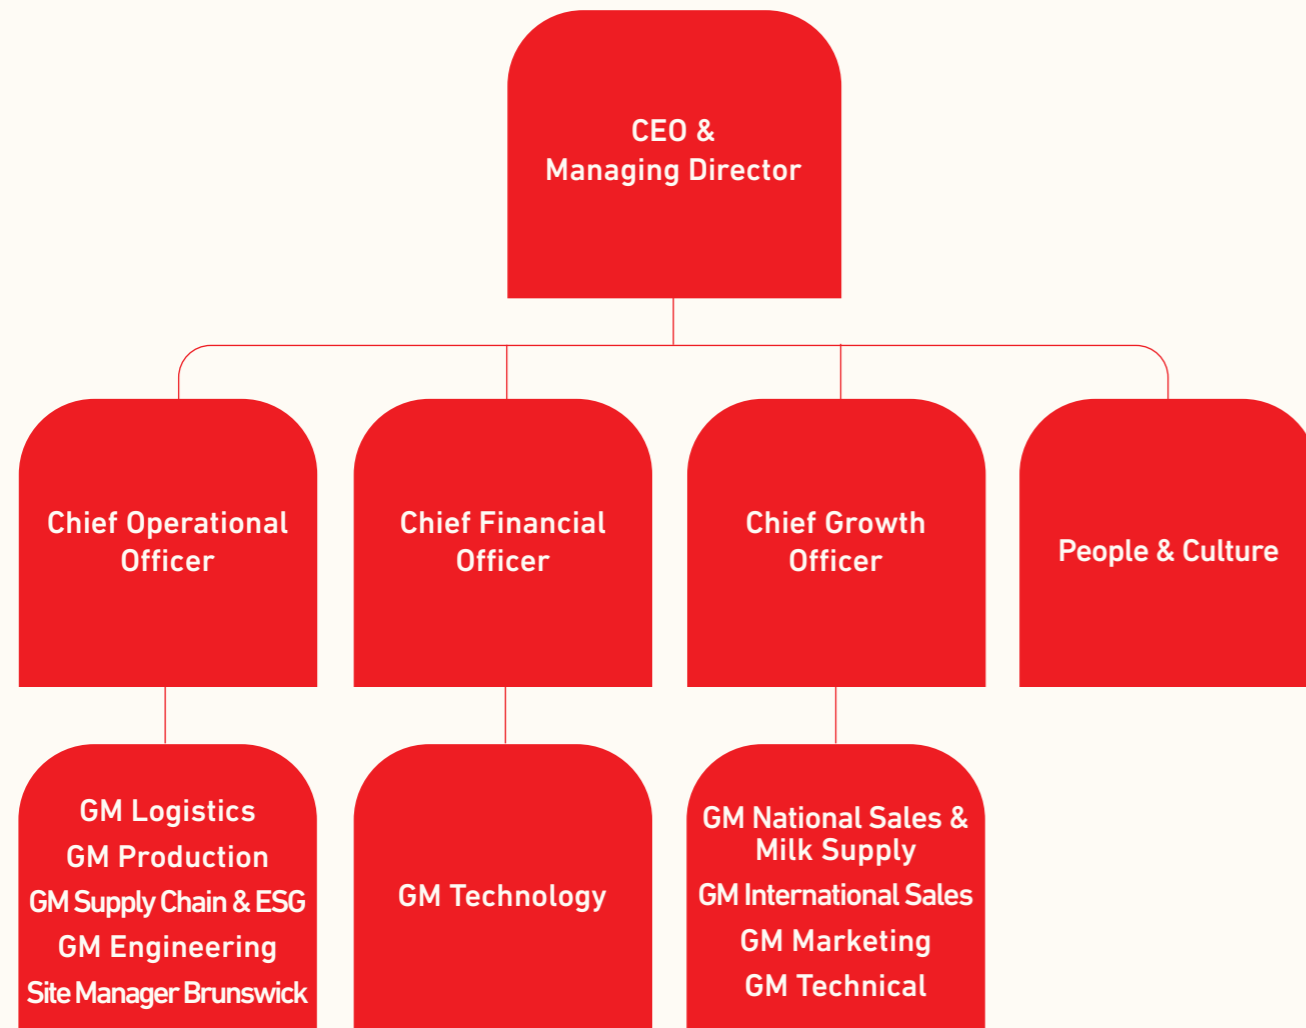 CEO &
Managing Director
Chief Operational
Officer
Chief Financial
Officer
Chief Growth
Officer
People & Culture
GM Logistics
GM Production
GM Supply Chain & ESG
GM Engineering
Site Manager Brunswick
GM Technology
GM National Sales &
Milk Supply
GM International Sales
GM Marketing
GM Technical